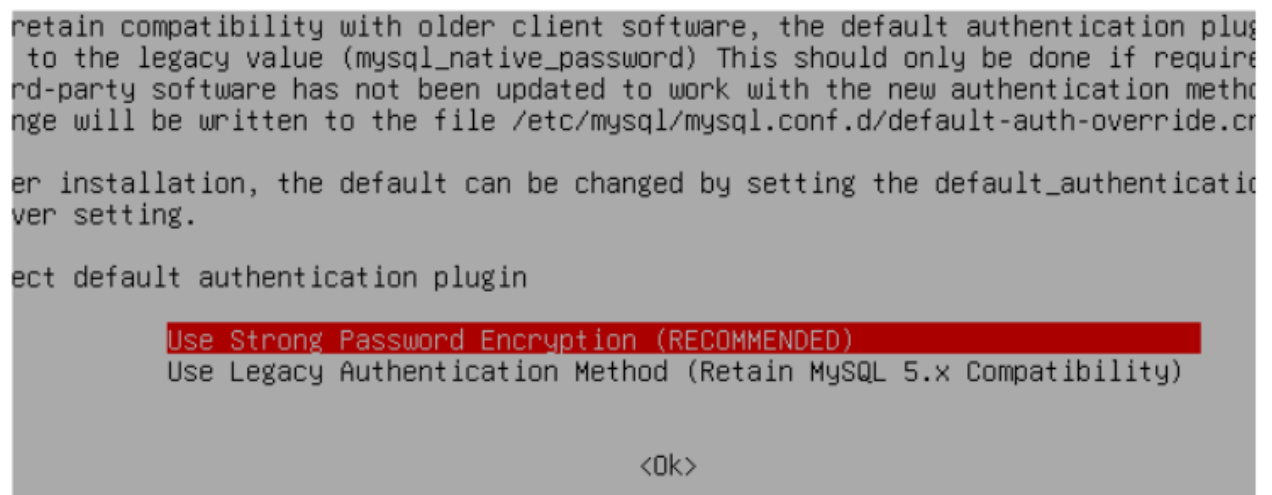 retain compatibility with older client software, the default authentication plug
to the legacy value (mysql_native_password) This should only be done if require
rd-party software has not been updated to work with the new authentication metho
nge will be written to the file /etc/mysql/mysql.conf.d/default-auth-override.cn
er installation, the default can be changed by setting the default_authenticatio
ver setting.
ect default authentication plugin
Use Strong Password Encryption (RECOMMENDED)
Use Legacy Authentication Method (Retain MySQL 5.x Compatibility)
<Ok>